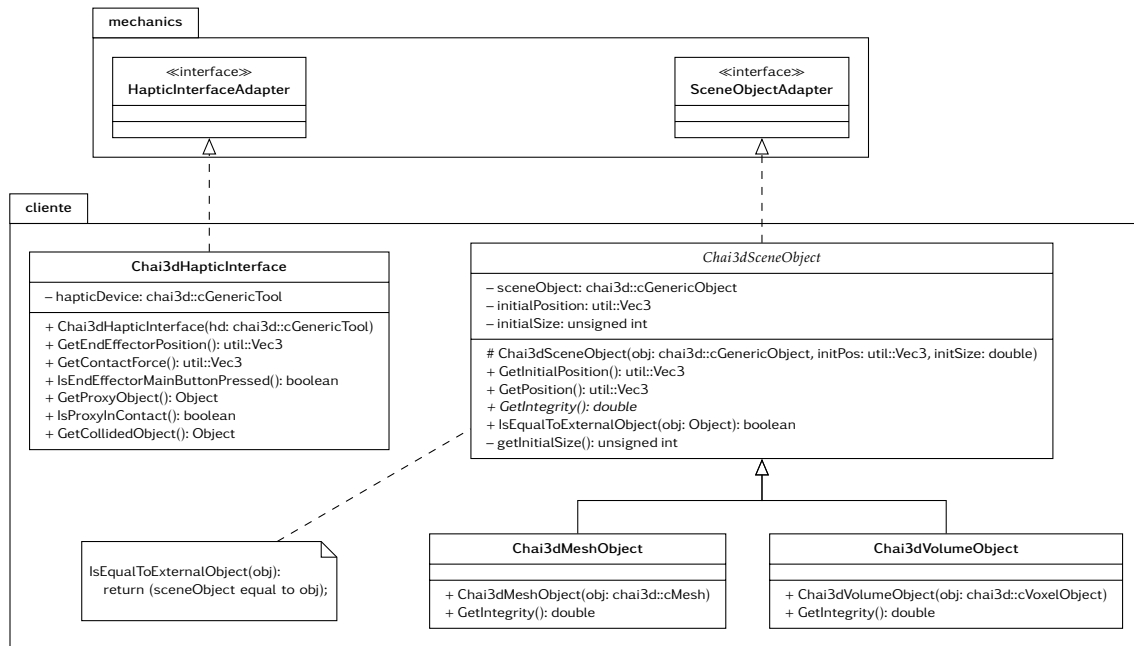 mechanics
≪interface≫
HapticInterfaceAdapter
≪interface≫
SceneObjectAdapter
cliente
Chai3dHapticInterface
– hapticDevice: chai3d::cGenericTool
+ Chai3dHapticInterface(hd: chai3d::cGenericTool)
+ GetEndEffectorPosition(): util::Vec3
+ GetContactForce(): util::Vec3
+ IsEndEffectorMainButtonPressed(): boolean
+ GetProxyObject(): Object
+ IsProxyInContact(): boolean
+ GetCollidedObject(): Object
Chai3dSceneObject
– sceneObject: chai3d::cGenericObject
– initialPosition: util::Vec3
– initialSize: unsigned int
# Chai3dSceneObject(obj: chai3d::cGenericObject, initPos: util::Vec3, initSize: double)
+ GetInitialPosition(): util::Vec3
+ GetPosition(): util::Vec3
+ GetIntegrity(): double
+ IsEqualToExternalObject(obj: Object): boolean
– getInitialSize(): unsigned int
IsEqualToExternalObject(obj):
return (sceneObject equal to obj);
Chai3dMeshObject
+ Chai3dMeshObject(obj: chai3d::cMesh)
+ GetIntegrity(): double
Chai3dVolumeObject
+ Chai3dVolumeObject(obj: chai3d::cVoxelObject)
+ GetIntegrity(): double